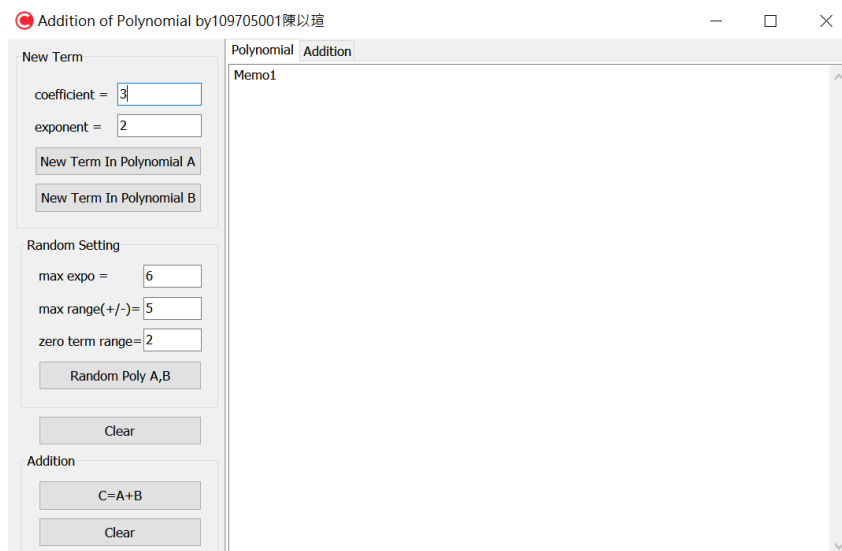 Addition of Polynomial by109705001陳以瑄
New Term
coefficient = 3
exponent = 2
New Term In Polynomial A
New Term In Polynomial B
Random Setting
max expo = 6
max range(+/-)= 5
zero term range= 2
Random Poly A,B
Clear
Addition
C=A+B
Clear
Polynomial Addition
Memo1